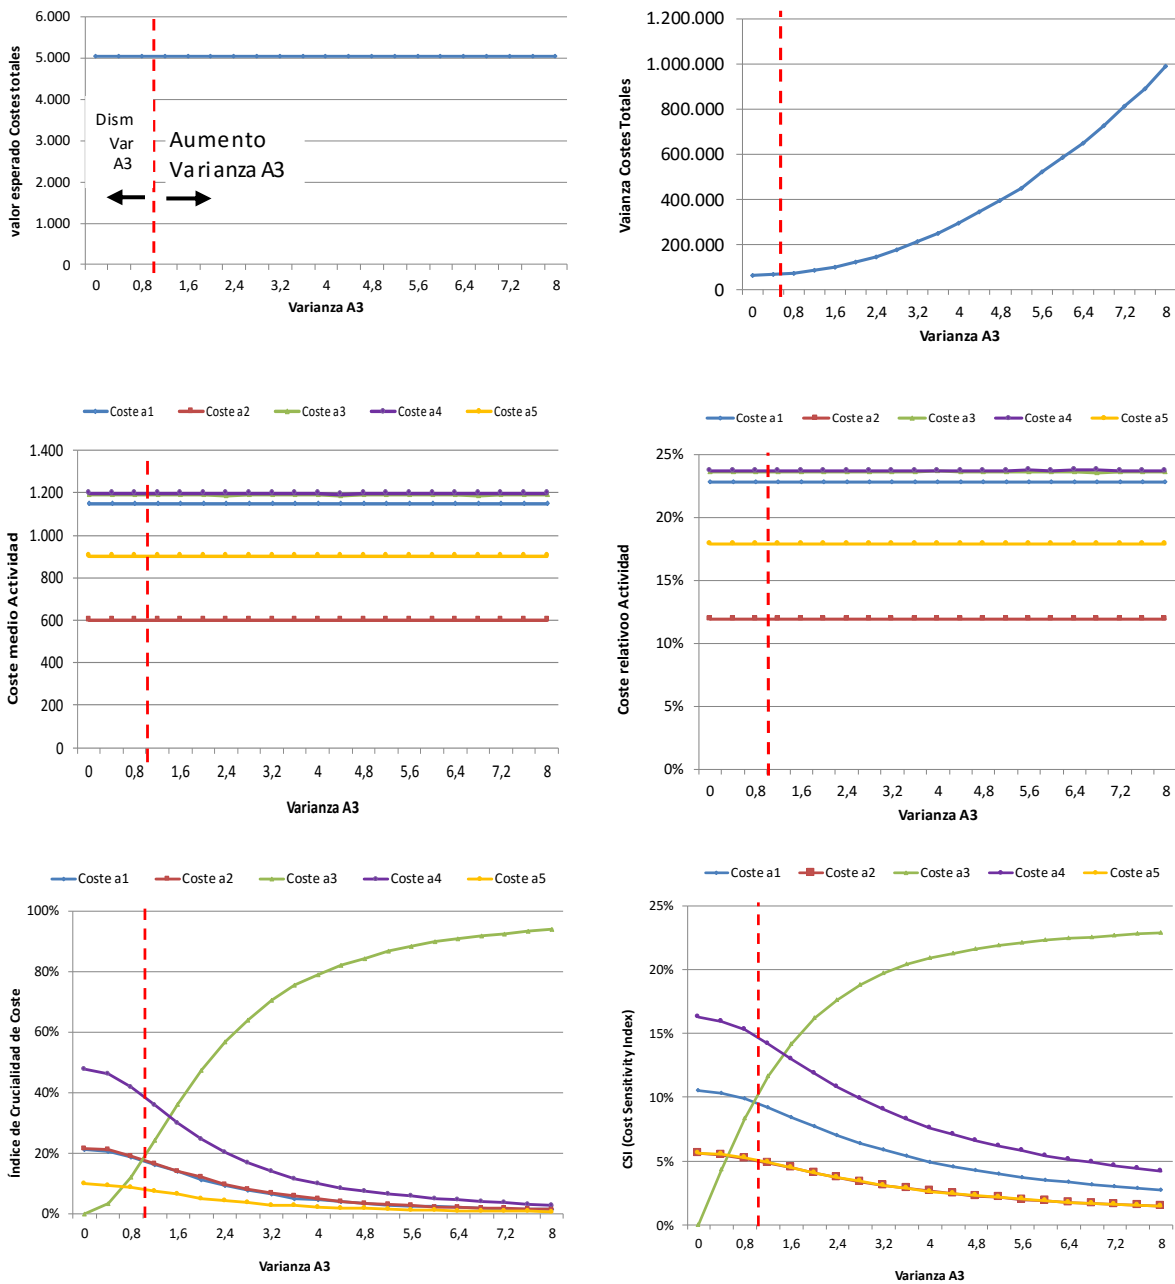 valor esperado Costes totales
6.000
5.000
4.000
3.000
2.000
1.000
0
Dism
Var
A3
Aumento
Varianza A3
0 0,8 1,6 2,4 3,2 4 4,8 5,6 6,4 7,2 8
Varianza A3
Vaianza Costes Totales
1.200.000
1.000.000
800.000
600.000
400.000
200.000
0
0 0,8 1,6 2,4 3,2 4 4,8 5,6 6,4 7,2 8
Varianza A3
Coste a1 Coste a2 Coste a3 Coste a4 Coste a5
Coste medio Actividad
1.400
1.200
1.000
800
600
400
200
0
0 0,8 1,6 2,4 3,2 4 4,8 5,6 6,4 7,2 8
Varianza A3
Coste a1 Coste a2 Coste a3 Coste a4 Coste a5
Coste relativoo Actividad
25%
20%
15%
10%
5%
0%
0 0,8 1,6 2,4 3,2 4 4,8 5,6 6,4 7,2 8
Varianza A3
Coste a1 Coste a2 Coste a3 Coste a4 Coste a5
Índice de Crucialidad de Coste
100%
80%
60%
40%
20%
0%
0 0,8 1,6 2,4 3,2 4 4,8 5,6 6,4 7,2 8
Varianza A3
Coste a1 Coste a2 Coste a3 Coste a4 Coste a5
CSI (Cost Sensitivity Index)
25%
20%
15%
10%
5%
0%
0 0,8 1,6 2,4 3,2 4 4,8 5,6 6,4 7,2 8
Varianza A3